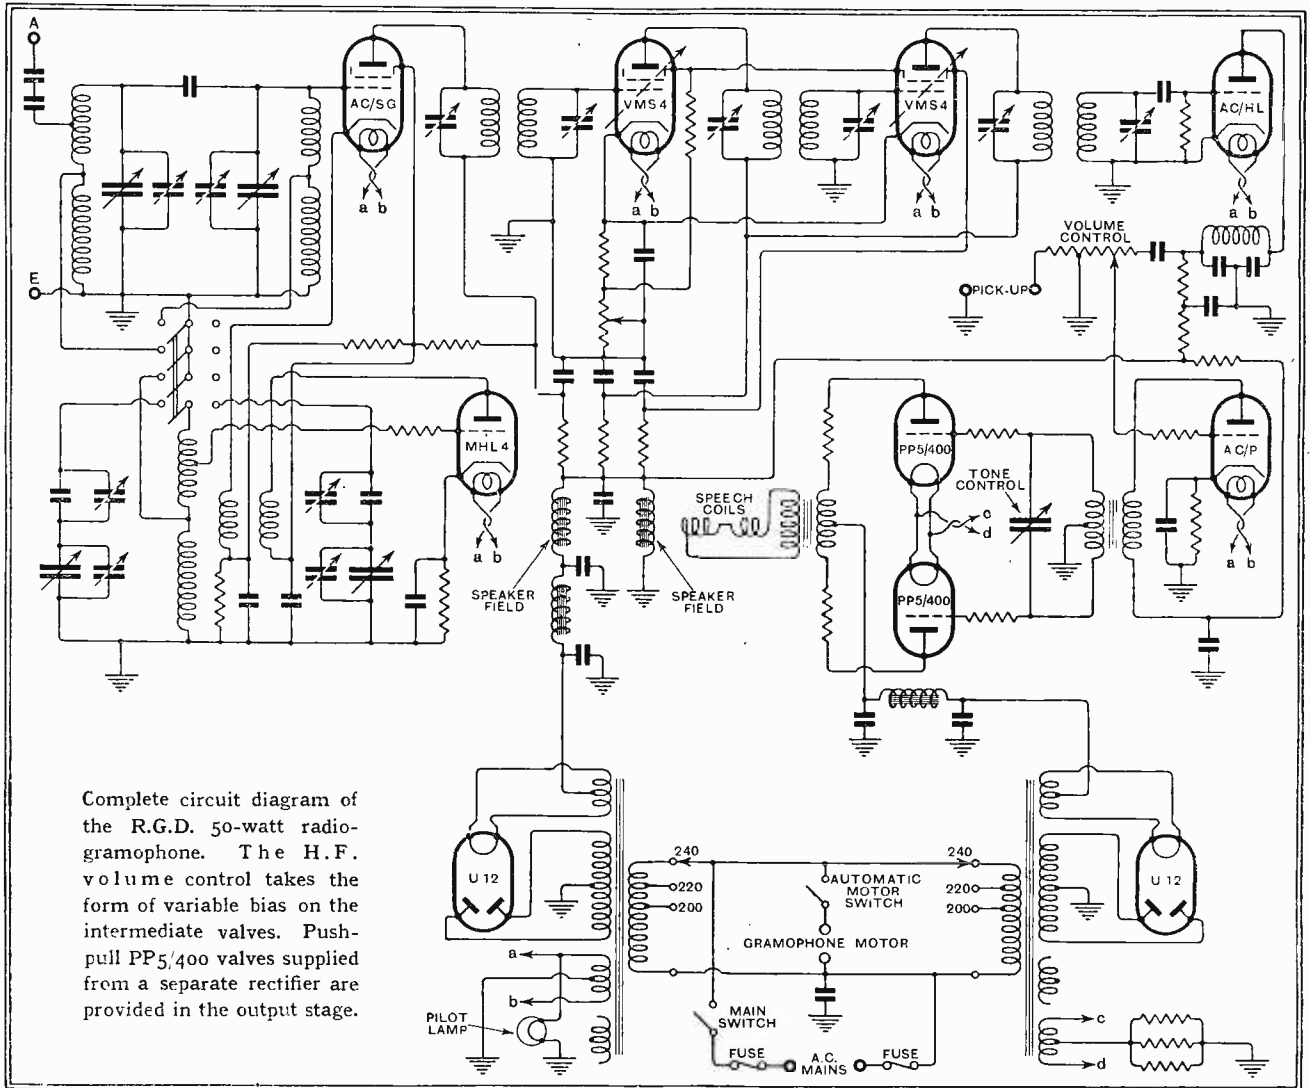 A
AC/SG
a b
VMS4
a b
VMS4
a b
AC/HL
a b
E
VOLUME
CONTROL
PICK-UP
MHL4
a b
SPEAKER
FIELD
SPEAKER
FIELD
SPEECH
COILS
PP5/400
TONE
CONTROL
c
d
PP5/400
AC/P
a b
Complete circuit diagram of
the R.G.D. 50-watt radio-
gramophone. The H.F.
volume control takes the
form of variable bias on the
intermediate valves. Push-
pull PP5/400 valves supplied
from a separate rectifier are
provided in the output stage.
U 12
a
b
PILOT
LAMP
240
220
200
AUTOMATIC
MOTOR
SWITCH
GRAMOPHONE MOTOR
MAIN
SWITCH
FUSE
A.C.
MAINS
FUSE
240
220
200
U 12
c
d